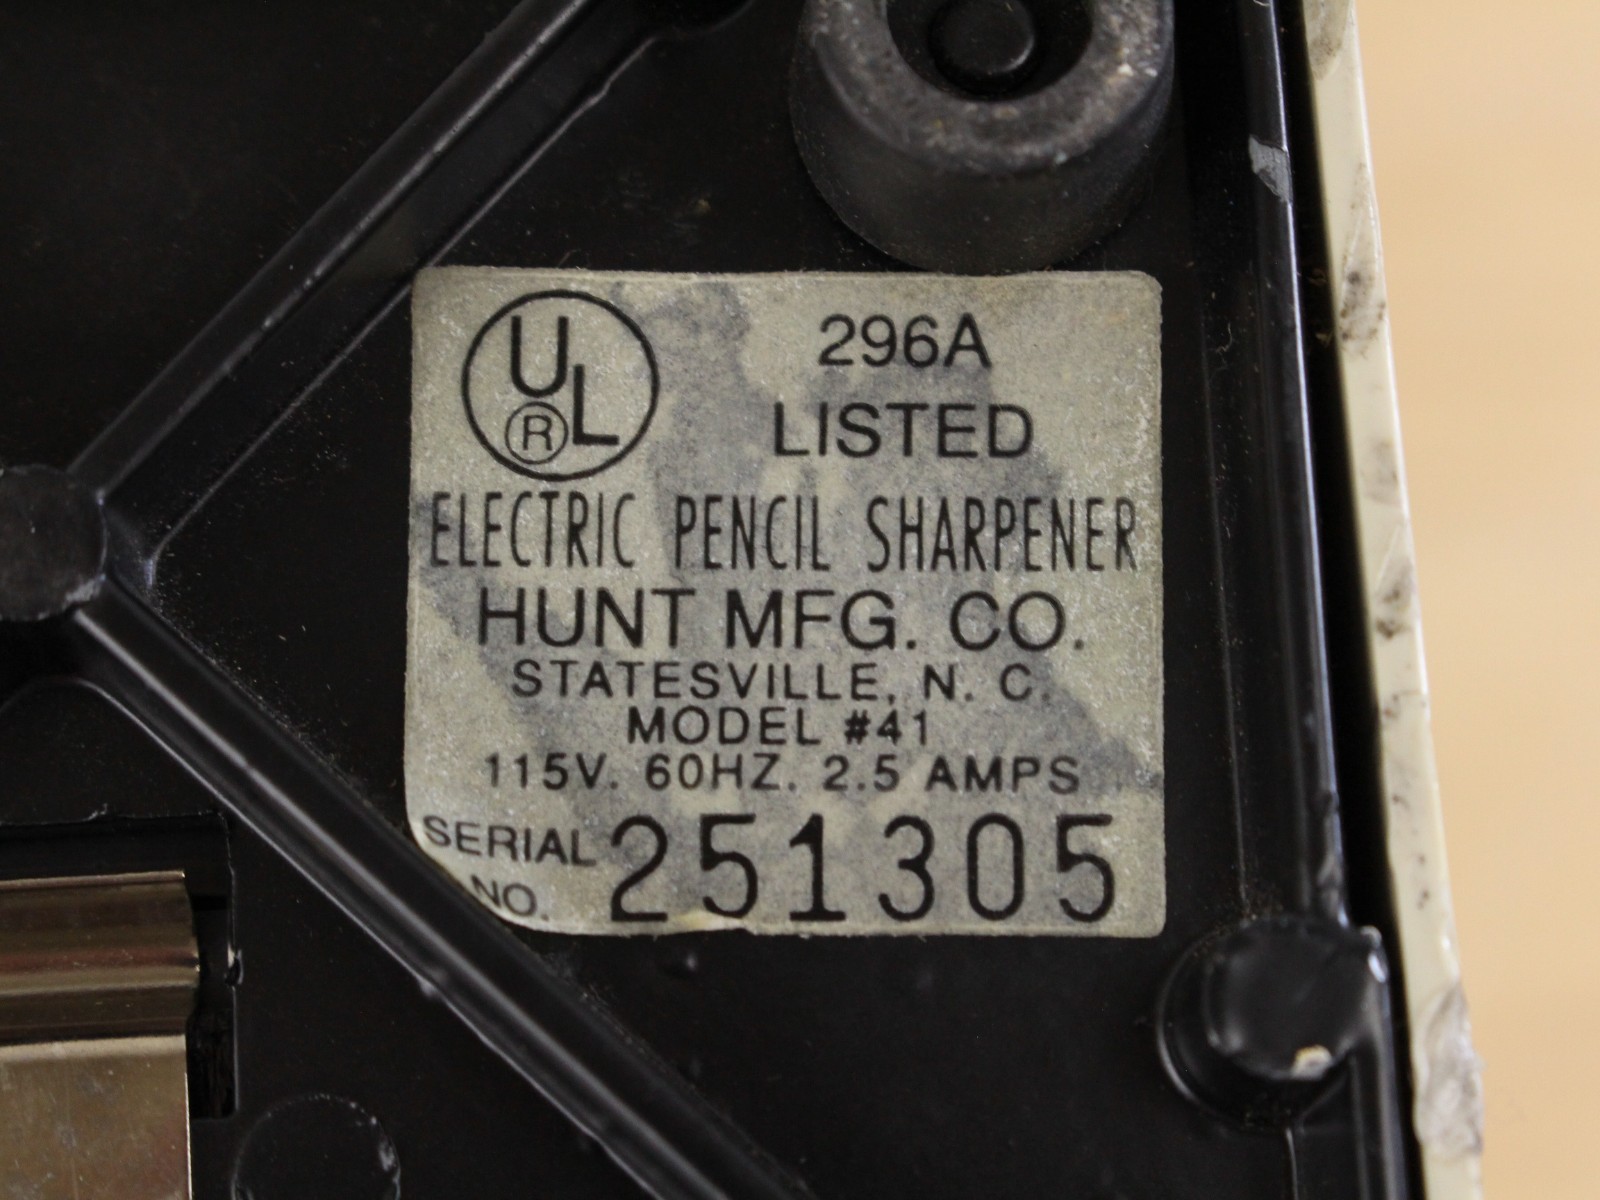 UL ® 296A
LISTED
ELECTRIC PENCIL SHARPENER
HUNT MFG. CO.
STATESVILLE, N. C.
MODEL #41
115V. 60HZ. 2.5 AMPS
SERIAL NO. 251305